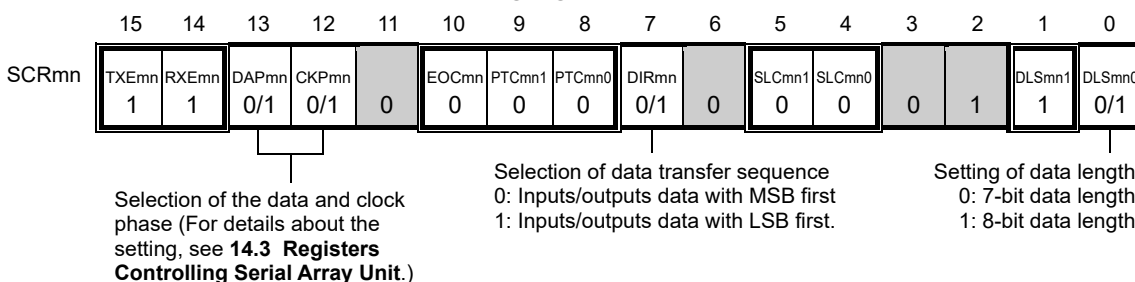 15 14 13 12 11 10 9 8 7 6 5 4 3 2 1 0
SCRmn
TXEmn RXEmn DAPmn CKPmn EOCmn PTCmn1 PTCmn0 DIRmn SLCmn1 SLCmn0 DLSmn1 DLSmn0
1 1 0/1 0/1 0 0 0 0 0/1 0 0 0 0 1 1 0/1
Selection of the data and clock
phase (For details about the
setting, see 14.3 Registers
Controlling Serial Array Unit.)
Selection of data transfer sequence
0: Inputs/outputs data with MSB first
1: Inputs/outputs data with LSB first.
Setting of data length
0: 7-bit data length
1: 8-bit data length